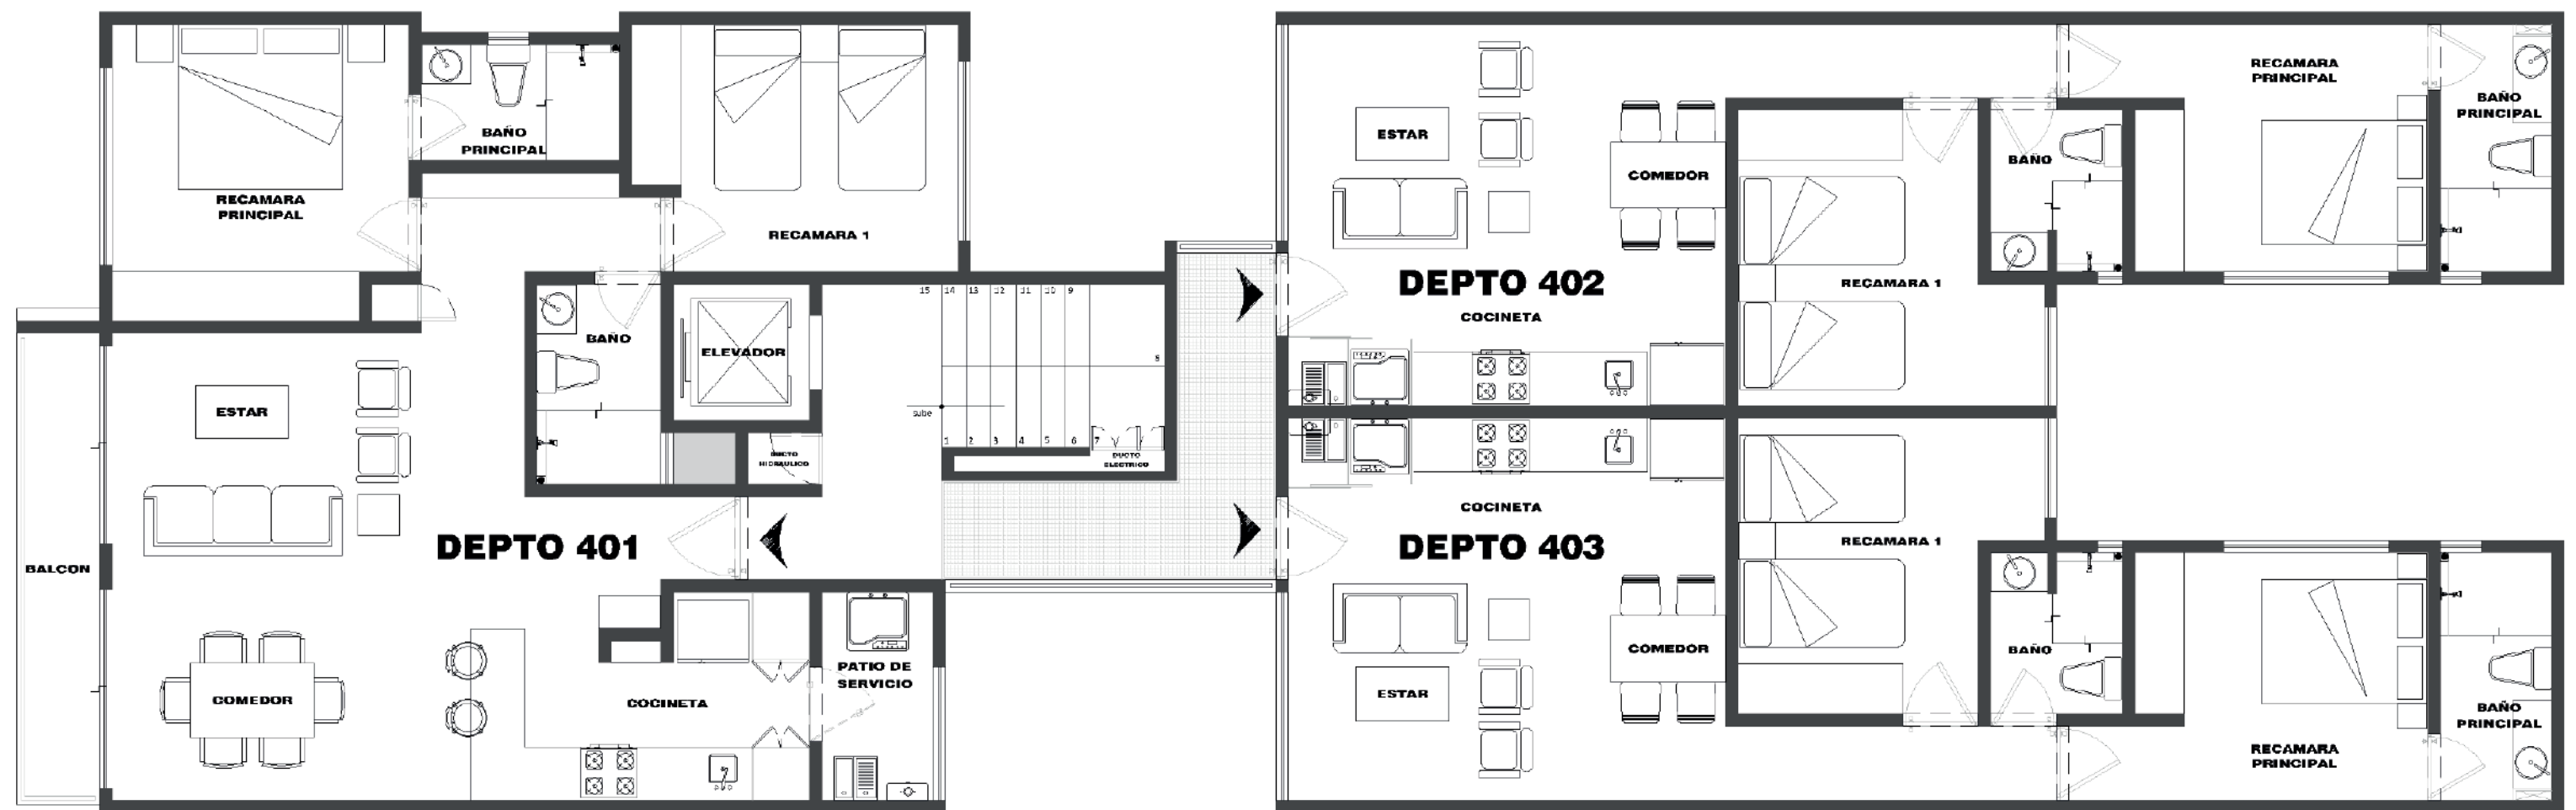 RECAMARA
PRINCIPAL
BAÑO
PRINCIPAL
RECAMARA 1
BAÑO
ELEVADOR
DUCTO
HIDRAULICO
15
14
13
12
11
10
9
8
sube
1
2
3
4
5
6
7
DUCTO
ELECTRICO
ESTAR
DEPTO 401
BALCON
COMEDOR
COCINETA
PATIO DE
SERVICIO
ESTAR
COMEDOR
DEPTO 402
COCINETA
RECAMARA 1
BAÑO
RECAMARA
PRINCIPAL
BAÑO
PRINCIPAL
COCINETA
DEPTO 403
COMEDOR
ESTAR
RECAMARA 1
BAÑO
RECAMARA
PRINCIPAL
BAÑO
PRINCIPAL